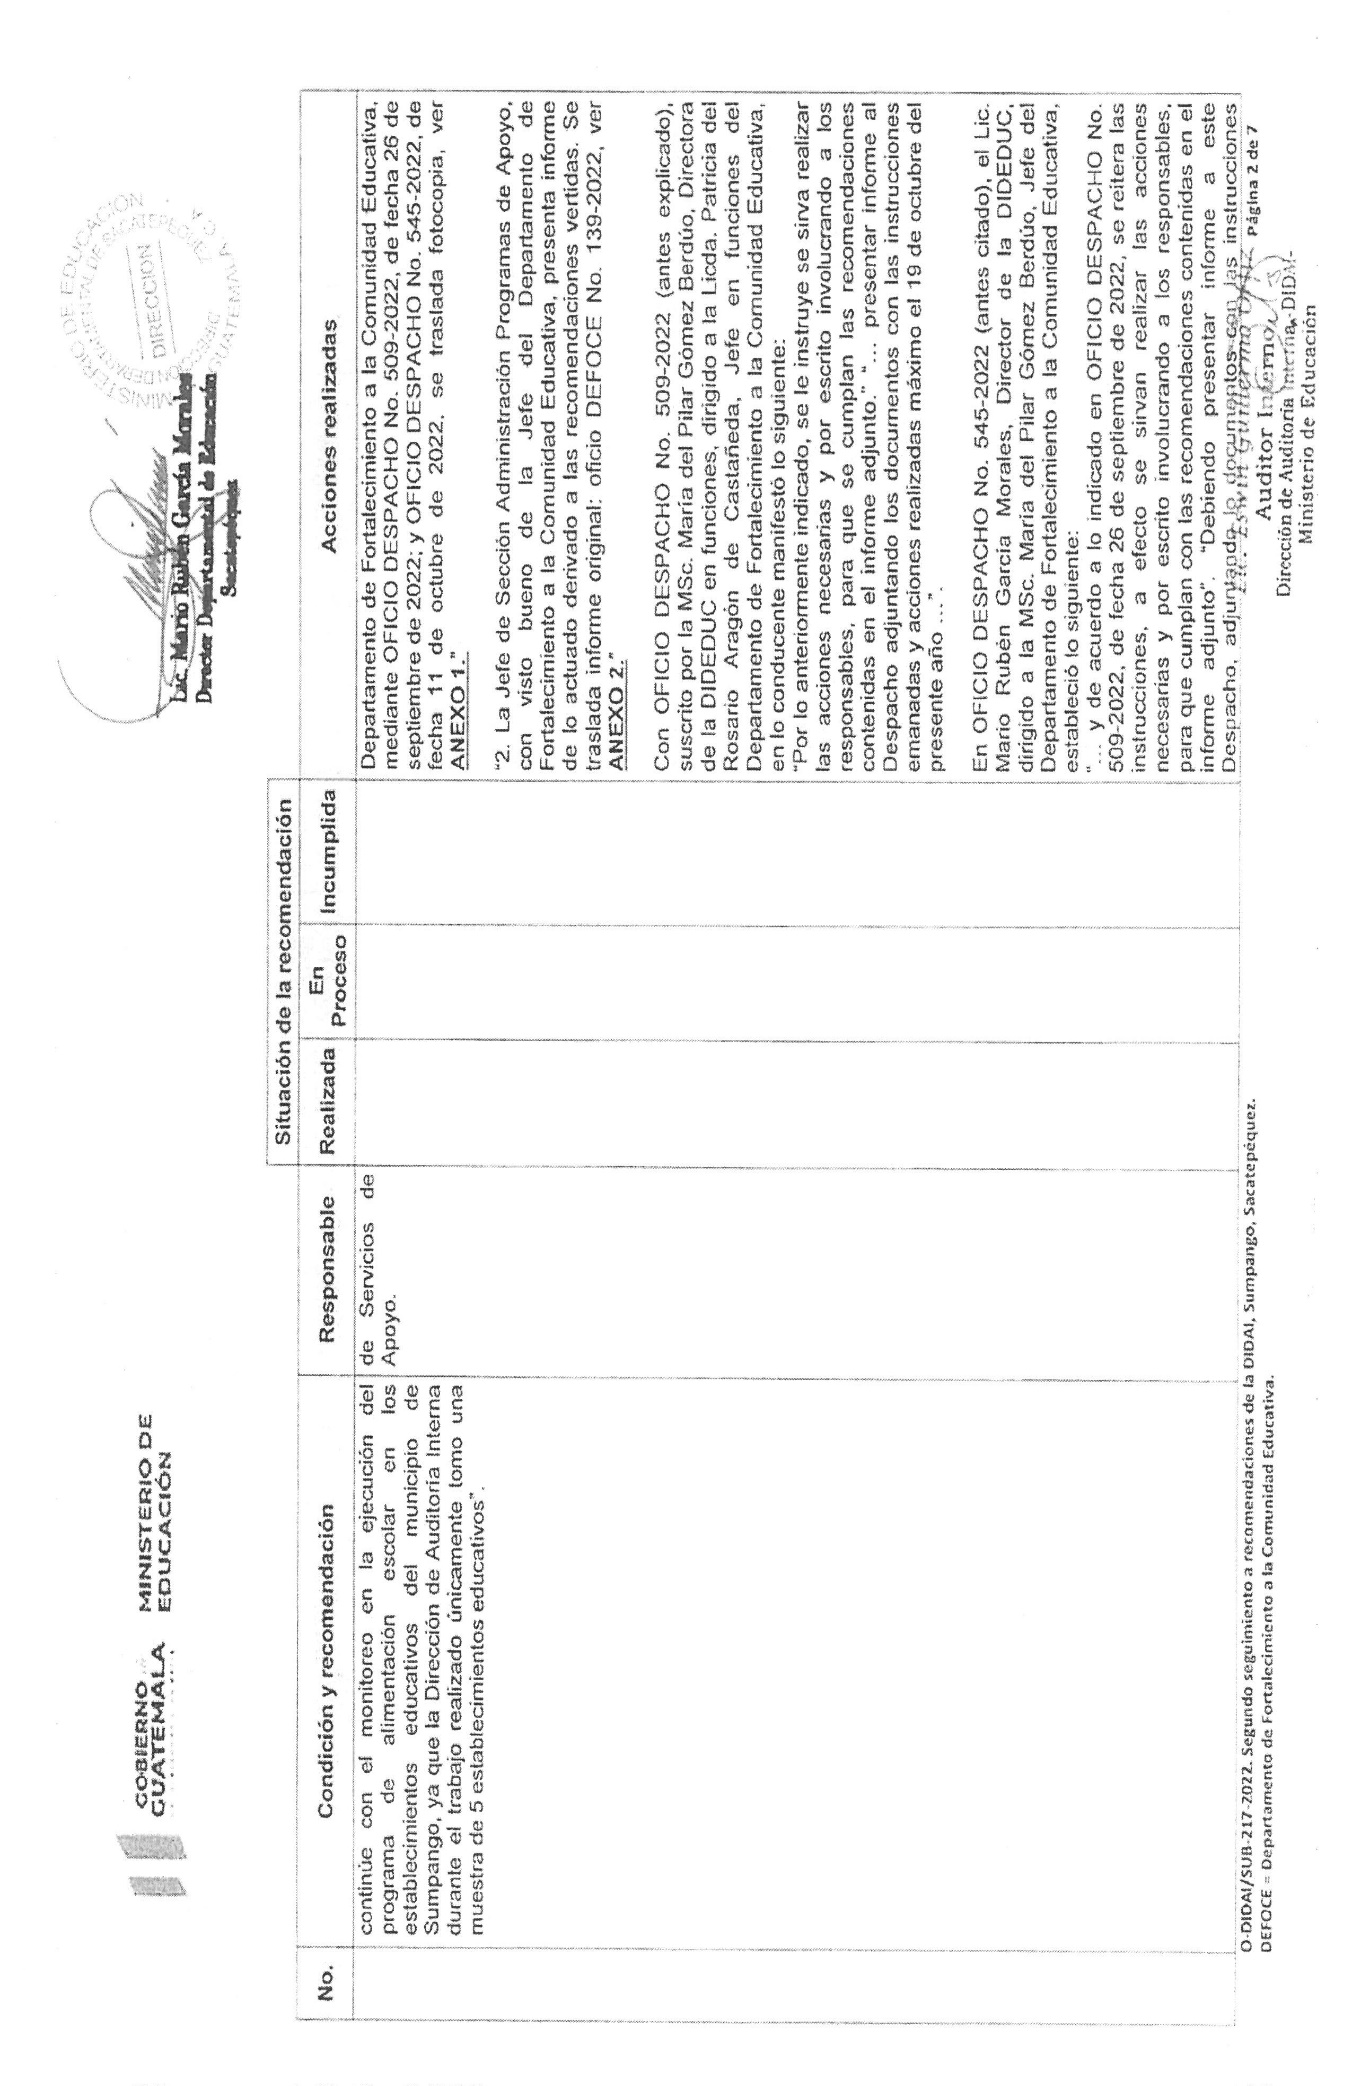 GOBIERNO
GUATEMALA
MINISTERIO DE
EDUCACIÓN
MINISTERIO DE EDUCACIÓN
DIRECCIÓN DEPARTAMENTAL DE SACATEPÉQUEZ
DIRECCIÓN
GUATEMALA, C. A.
Lic. Mario Rubén García Morales
Director Departamental de Educación
Sacatepéquez
Situación de la recomendación
No.
Condición y recomendación
Responsable
Realizada
En
Proceso
Incumplida
Acciones realizadas
continúe con el monitoreo en la ejecución del
programa de alimentación escolar en los
establecimientos educativos del municipio de
Sumpango, ya que la Dirección de Auditoría Interna
durante el trabajo realizado únicamente tomo una
muestra de 5 establecimientos educativos”.
de Servicios de
Apoyo.
Departamento de Fortalecimiento a la Comunidad Educativa,
mediante OFICIO DESPACHO No. 509-2022, de fecha 26 de
septiembre de 2022; y OFICIO DESPACHO No. 545-2022, de
fecha 11 de octubre de 2022. se traslada fotocopia, ver
ANEXO 1.”
“2. La Jefe de Sección Administración Programas de Apoyo,
con visto bueno de la Jefe del Departamento de
Fortalecimiento a la Comunidad Educativa, presenta informe
de lo actuado derivado a las recomendaciones vertidas. Se
traslada informe original: oficio DEFOCE No. 139-2022, ver
ANEXO 2.”
Con OFICIO DESPACHO No. 509-2022 (antes explicado),
suscrito por la MSc. María del Pilar Gómez Berdúo, Directora
de la DIDEDUC en funciones, dirigido a la Licda. Patricia del
Rosario Aragón de Castañeda, Jefe en funciones del
Departamento de Fortalecimiento a la Comunidad Educativa,
en lo conducente manifestó lo siguiente:
“Por lo anteriormente indicado, se le instruye se sirva realizar
las acciones necesarias y por escrito involucrando a los
responsables, para que se cumplan las recomendaciones
contenidas en el informe adjunto.” “… presentar informe al
Despacho adjuntando los documentos con las instrucciones
emanadas y acciones realizadas máximo el 19 de octubre del
presente año …”.
En OFICIO DESPACHO No. 545-2022 (antes citado), el Lic.
Mario Rubén García Morales, Director de la DIDEDUC,
dirigido a la MSc. María del Pilar Gómez Berdúo, Jefe del
Departamento de Fortalecimiento a la Comunidad Educativa,
estableció lo siguiente:
“… y de acuerdo a lo indicado en OFICIO DESPACHO No.
509-2022, de fecha 26 de septiembre de 2022, se reitera las
instrucciones, a efecto se sirvan realizar las acciones
necesarias y por escrito involucrando a los responsables,
para que cumplan con las recomendaciones contenidas en el
informe adjunto”. “Debiendo presentar informe a este
Despacho, adjuntando lo documentos con las instrucciones
O-DIDAI/SUB-217-2022. Segundo seguimiento a recomendaciones de la DIDAI, Sumpango, Sacatepéquez.
DEFOCE = Departamento de Fortalecimiento a la Comunidad Educativa.
Página 2 de 7
Lic. Eswin Guillermo
Auditor Interno
Dirección de Auditoría Interna, DIDAI-
Ministerio de Educación